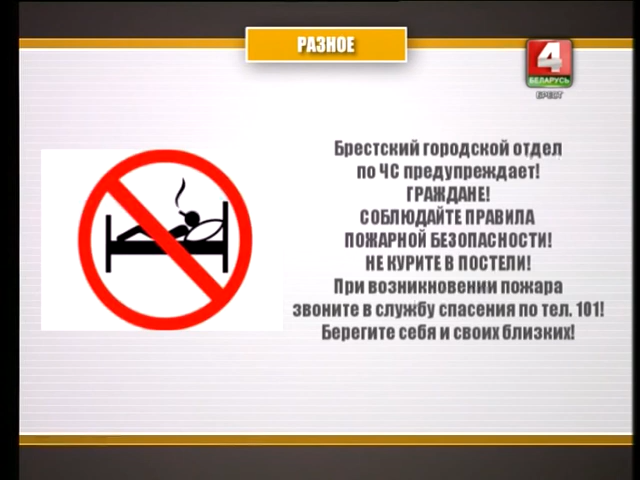 РАЗНОЕ
4
БЕЛАРУСЬ
БРЕСТ
Брестский городской отдел
по ЧС предупреждает!
ГРАЖДАНЕ!
СОБЛЮДАЙТЕ ПРАВИЛА
ПОЖАРНОЙ БЕЗОПАСНОСТИ!
НЕ КУРИТЕ В ПОСТЕЛИ!
При возникновении пожара
звоните в службу спасения по тел. 101!
Берегите себя и своих близких!